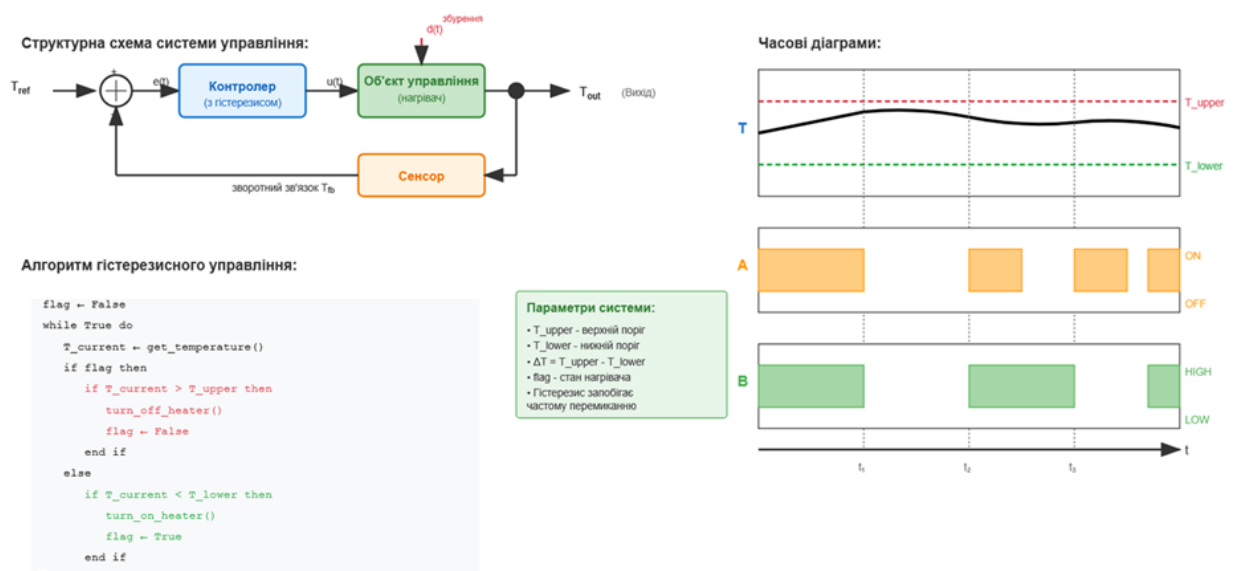 Структурна схема системи управління:
збурення
d(t)
T_ref
+
e(t)
Контролер
(з гістерезисом)
u(t)
Об'єкт управління
(нагрівач)
T_out
(Вихід)
Сенсор
зворотний зв'язок T_fb
Алгоритм гістерезисного управління:
flag ← False
while True do
T_current ← get_temperature()
if flag then
if T_current > T_upper then
turn_off_heater()
flag ← False
end if
else
if T_current < T_lower then
turn_on_heater()
flag ← True
end if
Параметри системи:
• T_upper - верхній поріг
• T_lower - нижній поріг
• ΔT = T_upper - T_lower
• flag - стан нагрівача
• Гістерезис запобігає
частому перемиканню
Часові діаграми:
T
T_upper
T_lower
A
ON
OFF
B
HIGH
LOW
t₁
t₂
t₃
t